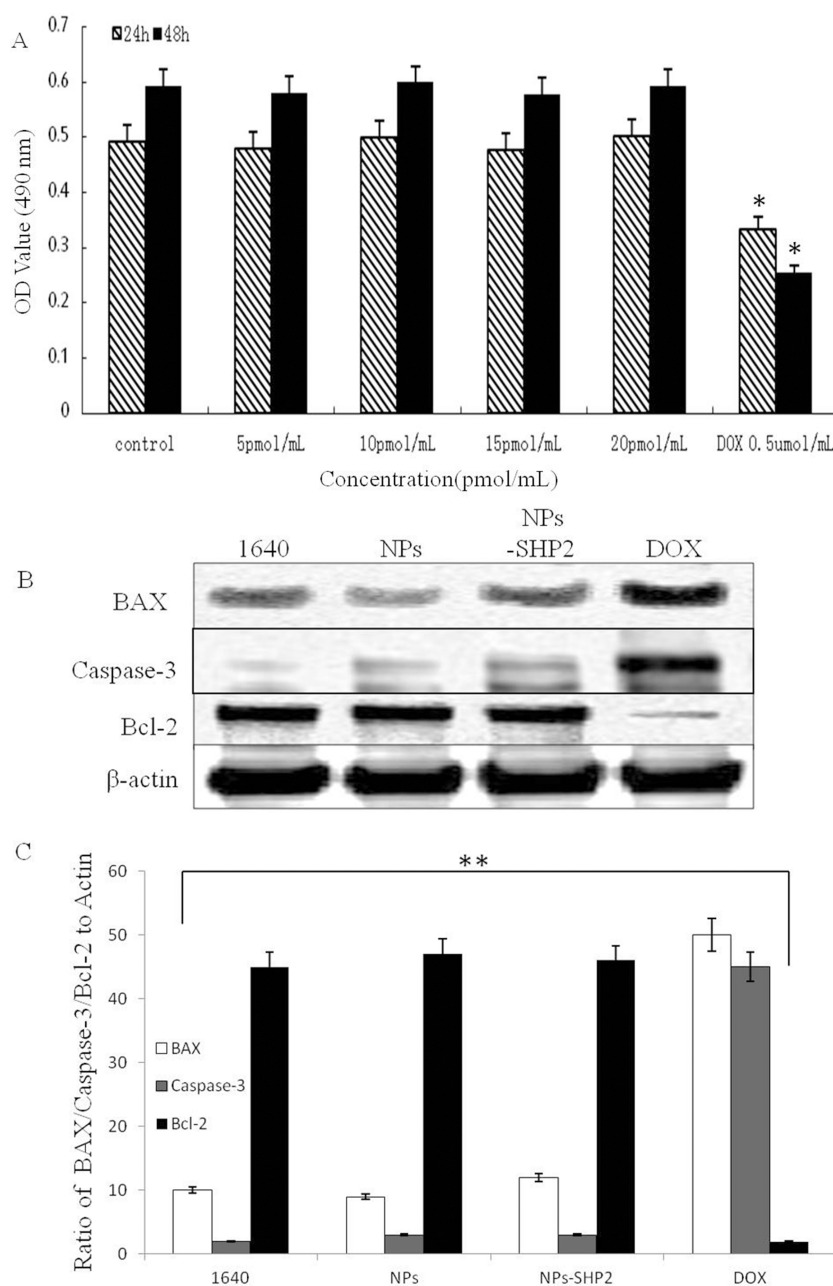 A
0.7
0.6
0.5
0.4
0.3
0.2
0.1
0
OD Value (490 nm)
24h 48h
*
*
control 5pmol/mL 10pmol/mL 15pmol/mL 20pmol/mL DOX 0.5umol/mL
Concentration(pmol/mL)
B
1640 NPs NPs
-SHP2 DOX
BAX
Caspase-3
Bcl-2
β-actin
C
Ratio of BAX/Caspase-3/Bcl-2 to Actin
60
50
40
30
20
10
0
**
BAX
Caspase-3
Bcl-2
1640 NPs NPs-SHP2 DOX